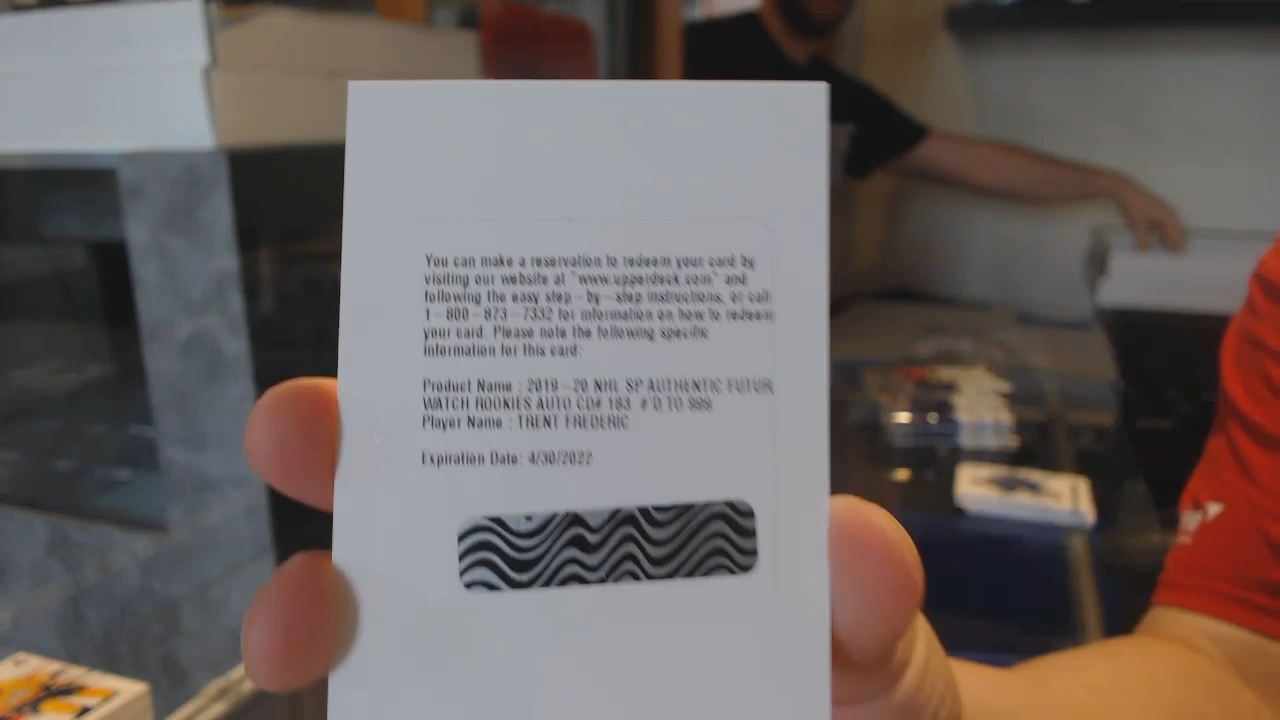 You can make a reservation to redeem your card by
visiting our website at "www.upperdeck.com" and
following the easy step-by-step instructions, or call
1-800-873-7332 for information on how to redeem
your card. Please note the following specific
information for this card:
Product Name : 2019-20 NHL SP AUTHENTIC FUTUR
WATCH ROOKIES AUTO CD# 183 #'D TO 999
Player Name : TRENT FREDERIC
Expiration Date: 4/30/2022